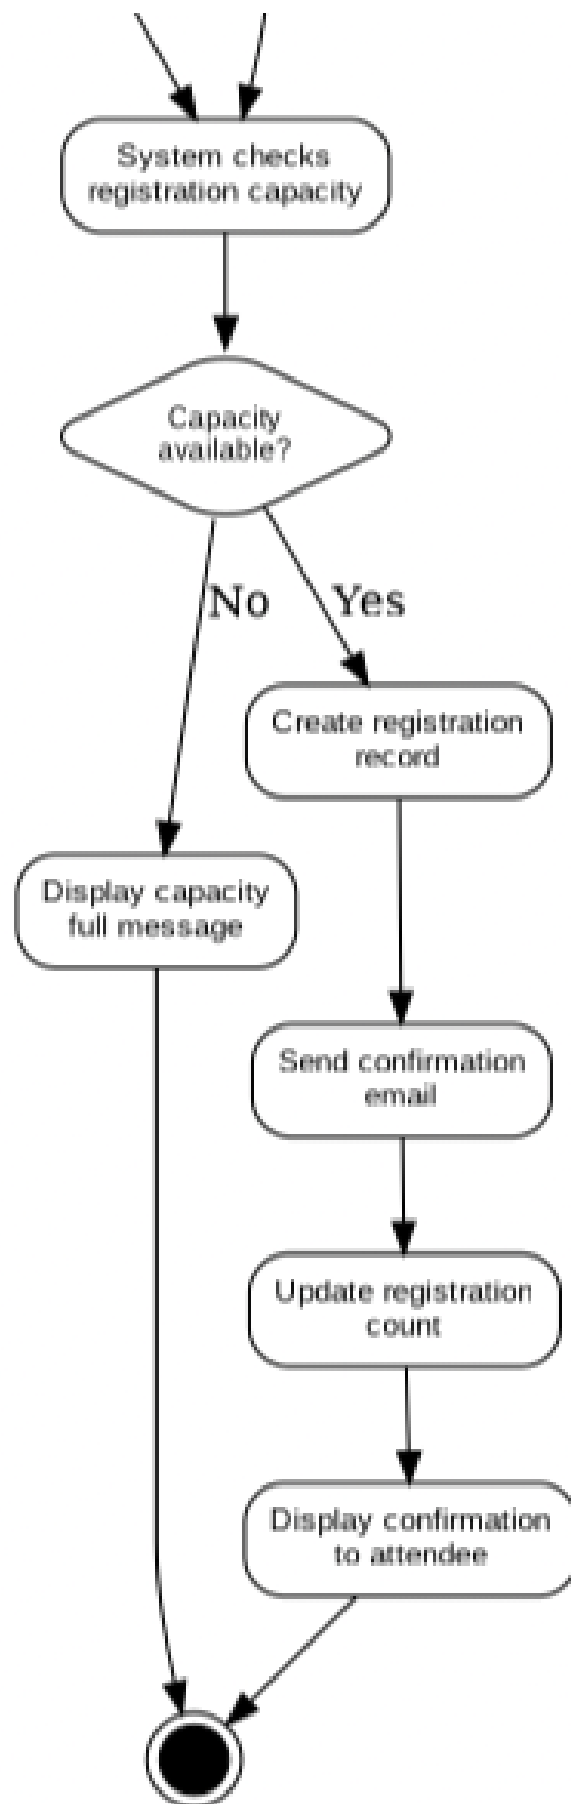 System checks
registration capacity
Capacity
available?
No
Yes
Create registration
record
Display capacity
full message
Send confirmation
email
Update registration
count
Display confirmation
to attendee